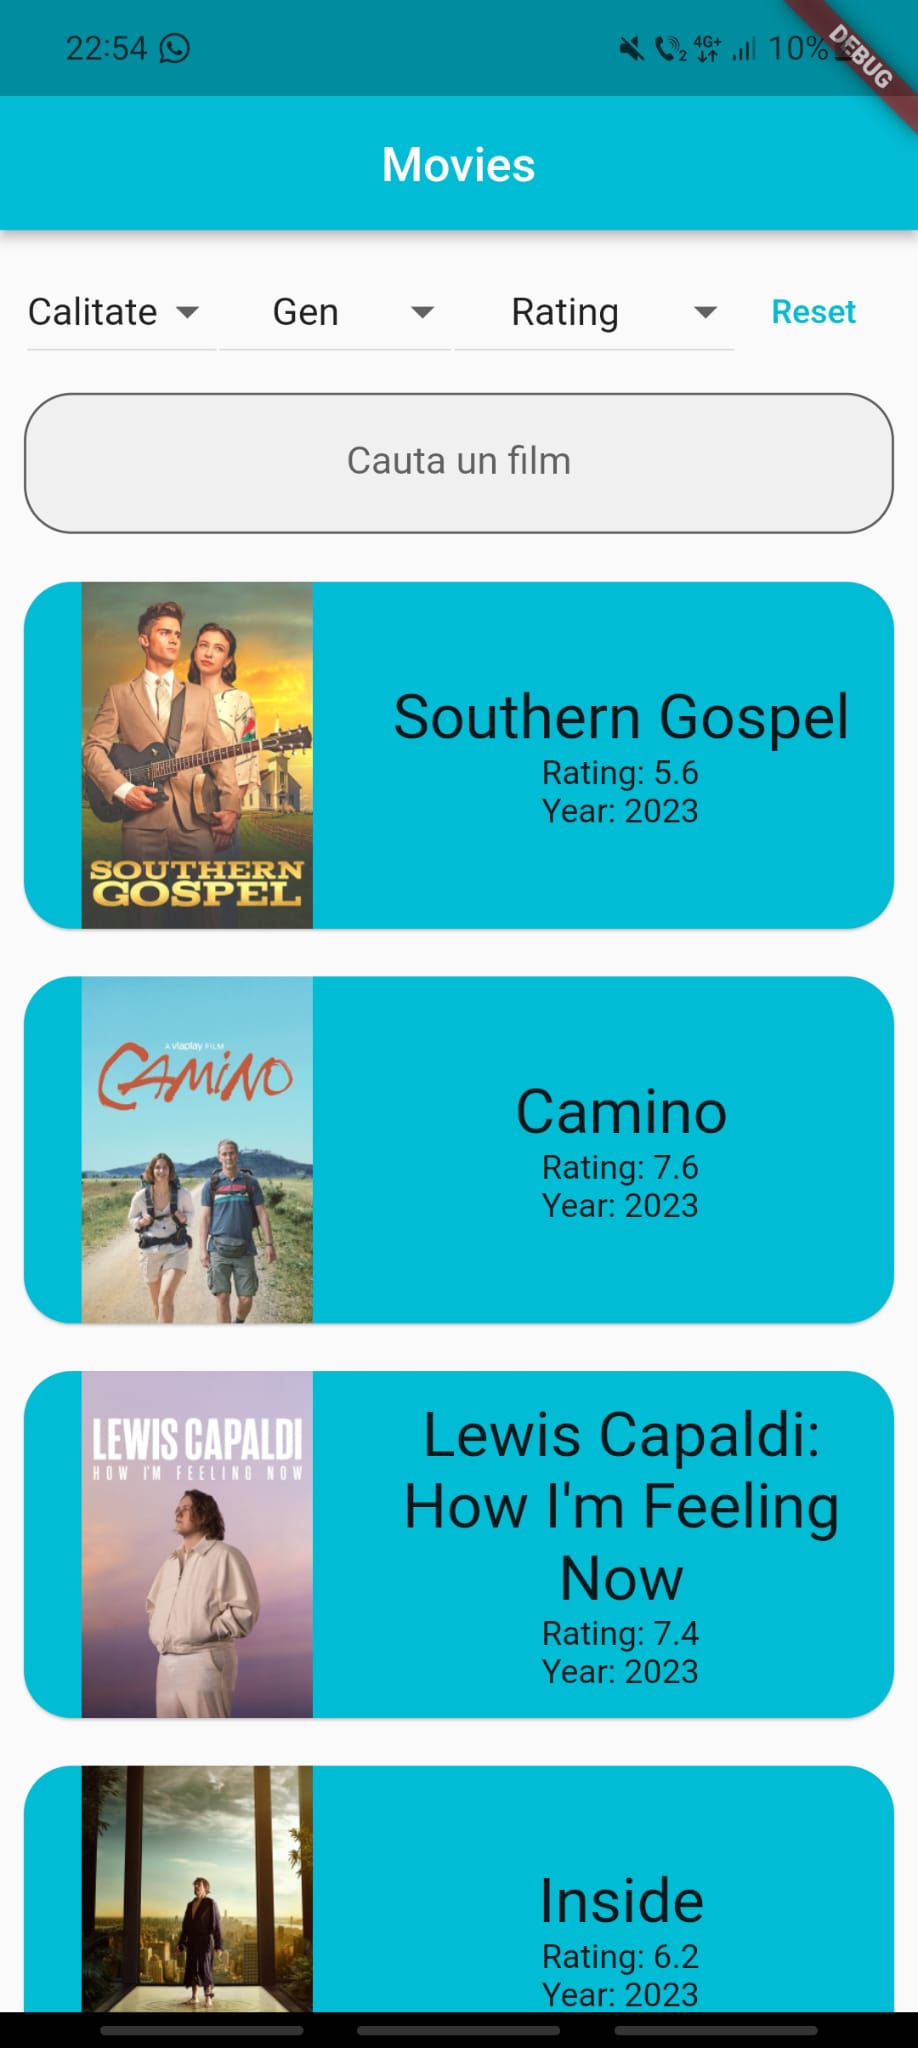 22:54
2 4G+ 10%
DEBUG
Movies
Calitate Gen Rating Reset
Cauta un film
SOUTHERN
GOSPEL
Southern Gospel
Rating: 5.6
Year: 2023
A viaplay FILM
CAMINO
Camino
Rating: 7.6
Year: 2023
LEWIS CAPALDI
HOW I'M FEELING NOW
Lewis Capaldi:
How I'm Feeling
Now
Rating: 7.4
Year: 2023
Inside
Rating: 6.2
Year: 2023